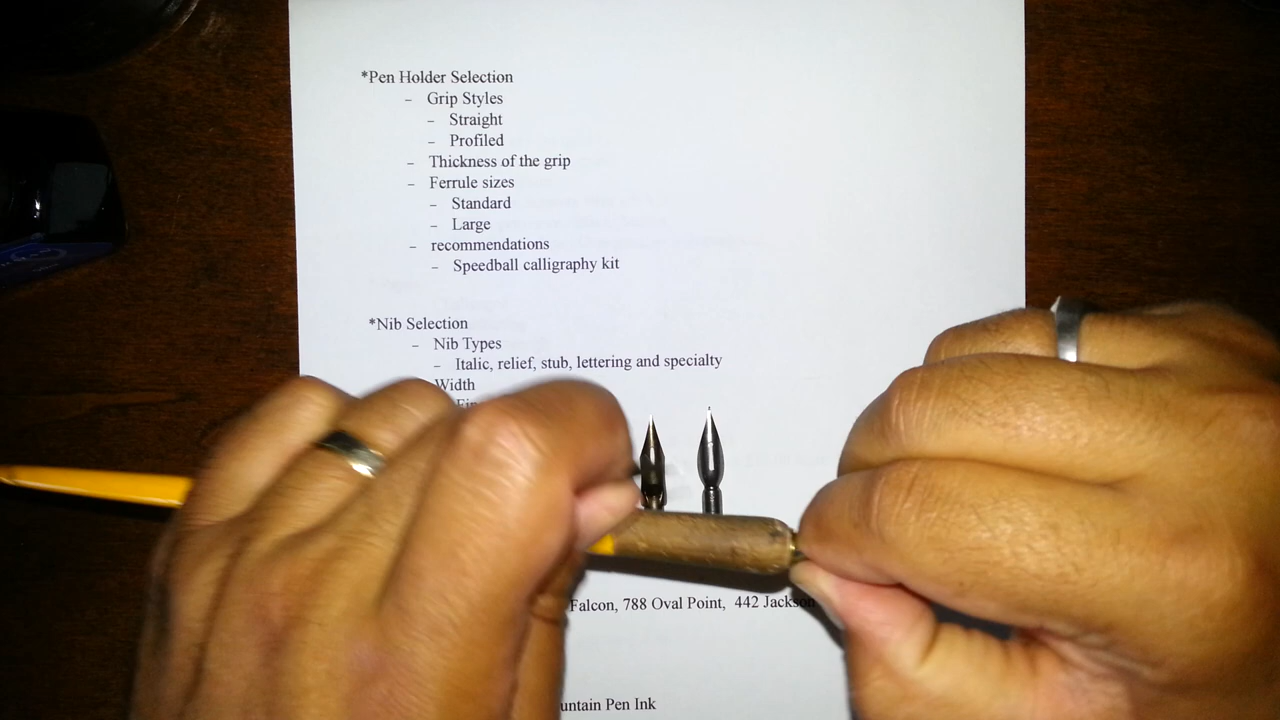 *Pen Holder Selection
– Grip Styles
– Straight
– Profiled
– Thickness of the grip
– Ferrule sizes
– Standard
– Large
– recommendations
– Speedball calligraphy kit
*Nib Selection
– Nib Types
– Italic, relief, stub, lettering and specialty
Width
Falcon, 788 Oval Point, 442 Jackson
Pen Ink